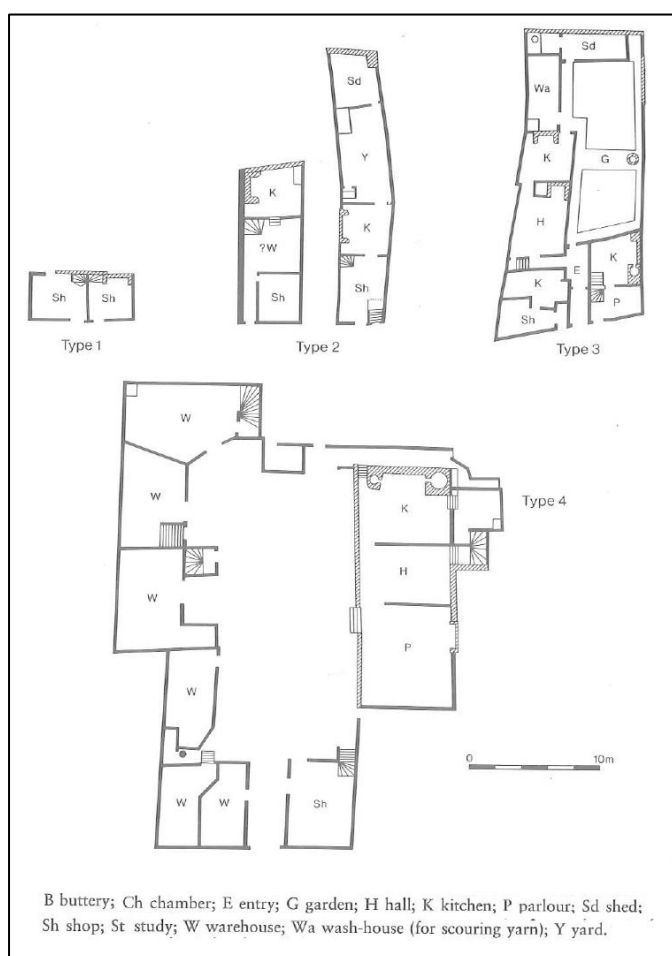 Sd
Sd
Wa
Y
K
K
G
H
K
?W
K
K
E
Sh
Sh
Sh
Sh
K
P
Sh
Type 1
Type 2
Type 3
W
Type 4
W
K
W
H
P
W
0 10m
W
W
Sh
B buttery; Ch chamber; E entry; G garden; H hall; K kitchen; P parlour; Sd shed;
Sh shop; St study; W warehouse; Wa wash-house (for scouring yarn); Y yard.